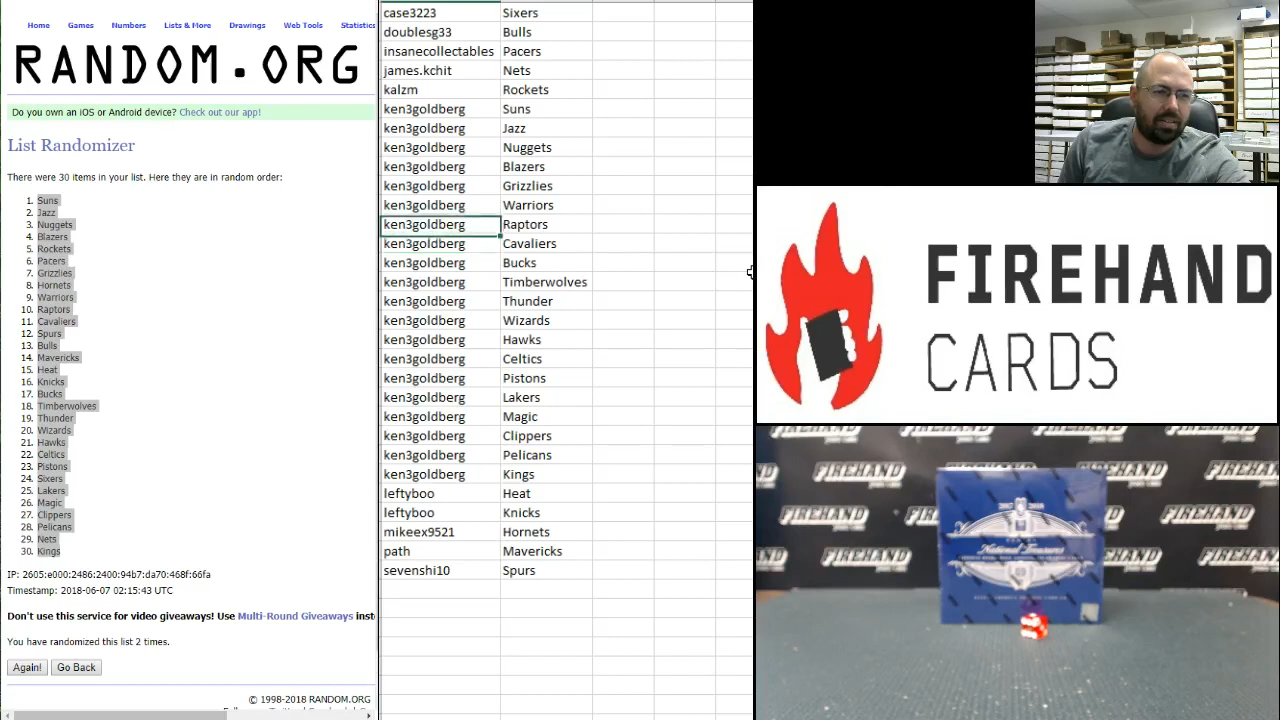 Home Games Numbers Lists & More Drawings Web Tools Statistics
RANDOM.ORG
Do you own an iOS or Android device? Check out our app!
List Randomizer
There were 30 items in your list. Here they are in random order:
1. Suns
2. Jazz
3. Nuggets
4. Blazers
5. Rockets
6. Pacers
7. Grizzlies
8. Hornets
9. Warriors
10. Raptors
11. Cavaliers
12. Spurs
13. Bulls
14. Mavericks
15. Heat
16. Knicks
17. Bucks
18. Timberwolves
19. Thunder
20. Wizards
21. Hawks
22. Celtics
23. Pistons
24. Sixers
25. Lakers
26. Magic
27. Clippers
28. Pelicans
29. Nets
30. Kings
IP: 2605:e000:2486:2400:94b7:da70:468f:66fa
Timestamp: 2018-06-07 02:15:43 UTC
Don't use this service for video giveaways! Use Multi-Round Giveaways inst
You have randomized this list 2 times.
Again! Go Back
© 1998-2018 RANDOM.ORG
case3223 Sixers
doublesg33 Bulls
insanecollectables Pacers
james.kchit Nets
kalzm Rockets
ken3goldberg Suns
ken3goldberg Jazz
ken3goldberg Nuggets
ken3goldberg Blazers
ken3goldberg Grizzlies
ken3goldberg Warriors
ken3goldberg Raptors
ken3goldberg Cavaliers
ken3goldberg Bucks
ken3goldberg Timberwolves
ken3goldberg Thunder
ken3goldberg Wizards
ken3goldberg Hawks
ken3goldberg Celtics
ken3goldberg Pistons
ken3goldberg Lakers
ken3goldberg Magic
ken3goldberg Clippers
ken3goldberg Pelicans
ken3goldberg Kings
leftyboo Heat
leftyboo Knicks
mikeex9521 Hornets
path Mavericks
sevenshi10 Spurs
FIREHAND
CARDS
FIREHAND
National Treasures